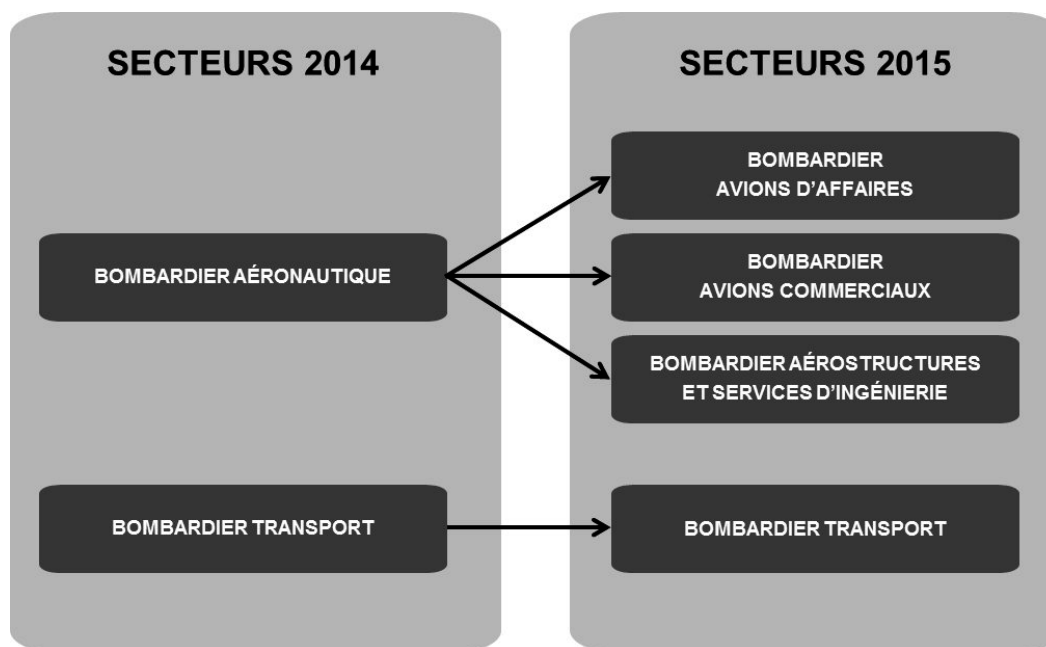 SECTEURS 2014
BOMBARDIER AÉRONAUTIQUE
BOMBARDIER TRANSPORT
SECTEURS 2015
BOMBARDIER
AVIONS D’AFFAIRES
BOMBARDIER
AVIONS COMMERCIAUX
BOMBARDIER AÉROSTRUCTURES
ET SERVICES D’INGÉNIERIE
BOMBARDIER TRANSPORT